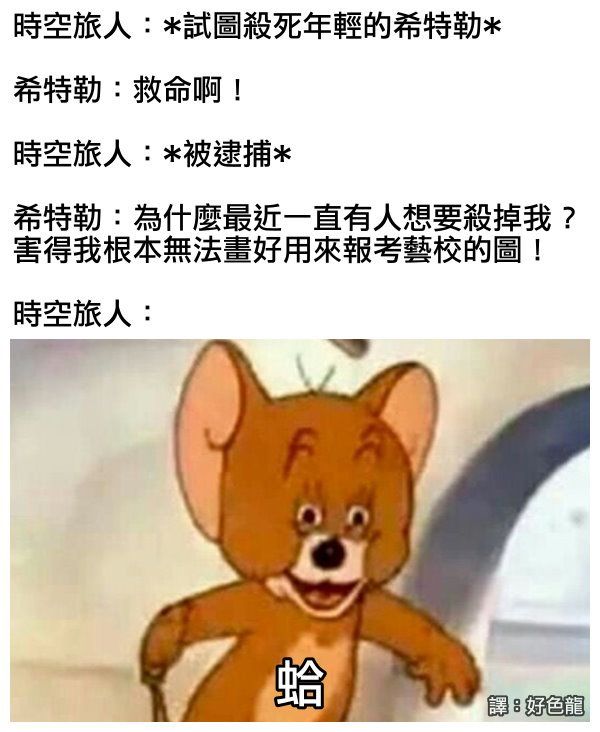 時空旅人：*試圖殺死年輕的希特勒*
希特勒：救命啊！
時空旅人：*被逮捕*
希特勒：為什麼最近一直有人想要殺掉我？
害得我根本無法畫好用來報考藝校的圖！
時空旅人：
蛤
譯：好色龍